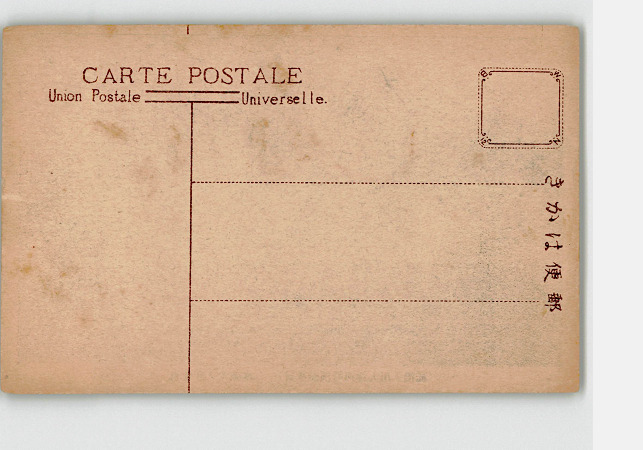 CARTE POSTALE
Union Postale Universelle.
きかは便郵